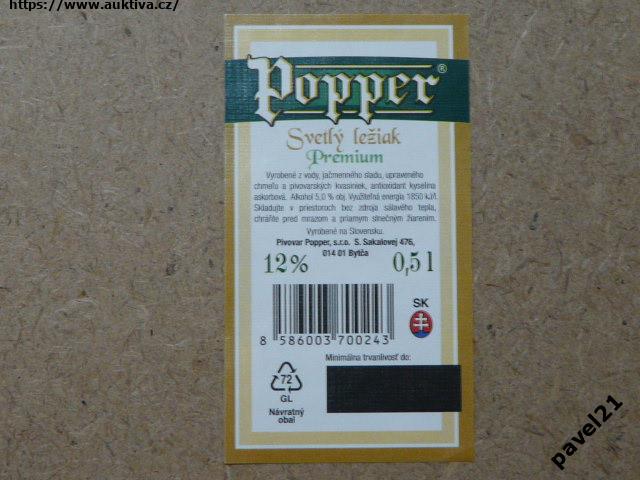 https://www.auktiva.cz/
Popper®
Svetlý ležiak
Premium
Vyrobené z vody, jačmenného sladu, upraveného
chmeľu a pivovarských kvasiniek, antioxidant kyselina
askorbová. Alkohol 5,0 % obj. Využiteľná energia 1850 kJ/l.
Skladujte v priestoroch bez zdroja sálavého tepla,
chráňte pred mrazom a priamym slnečným žiarením.
Vyrobené na Slovensku.
Pivovar Popper, s.r.o. S. Sakalovej 476,
014 01 Bytča
12% 0,5 l
SK
8 586003 700243
Minimálna trvanlivosť do:
72
GL
Návratný
obal
pavel21